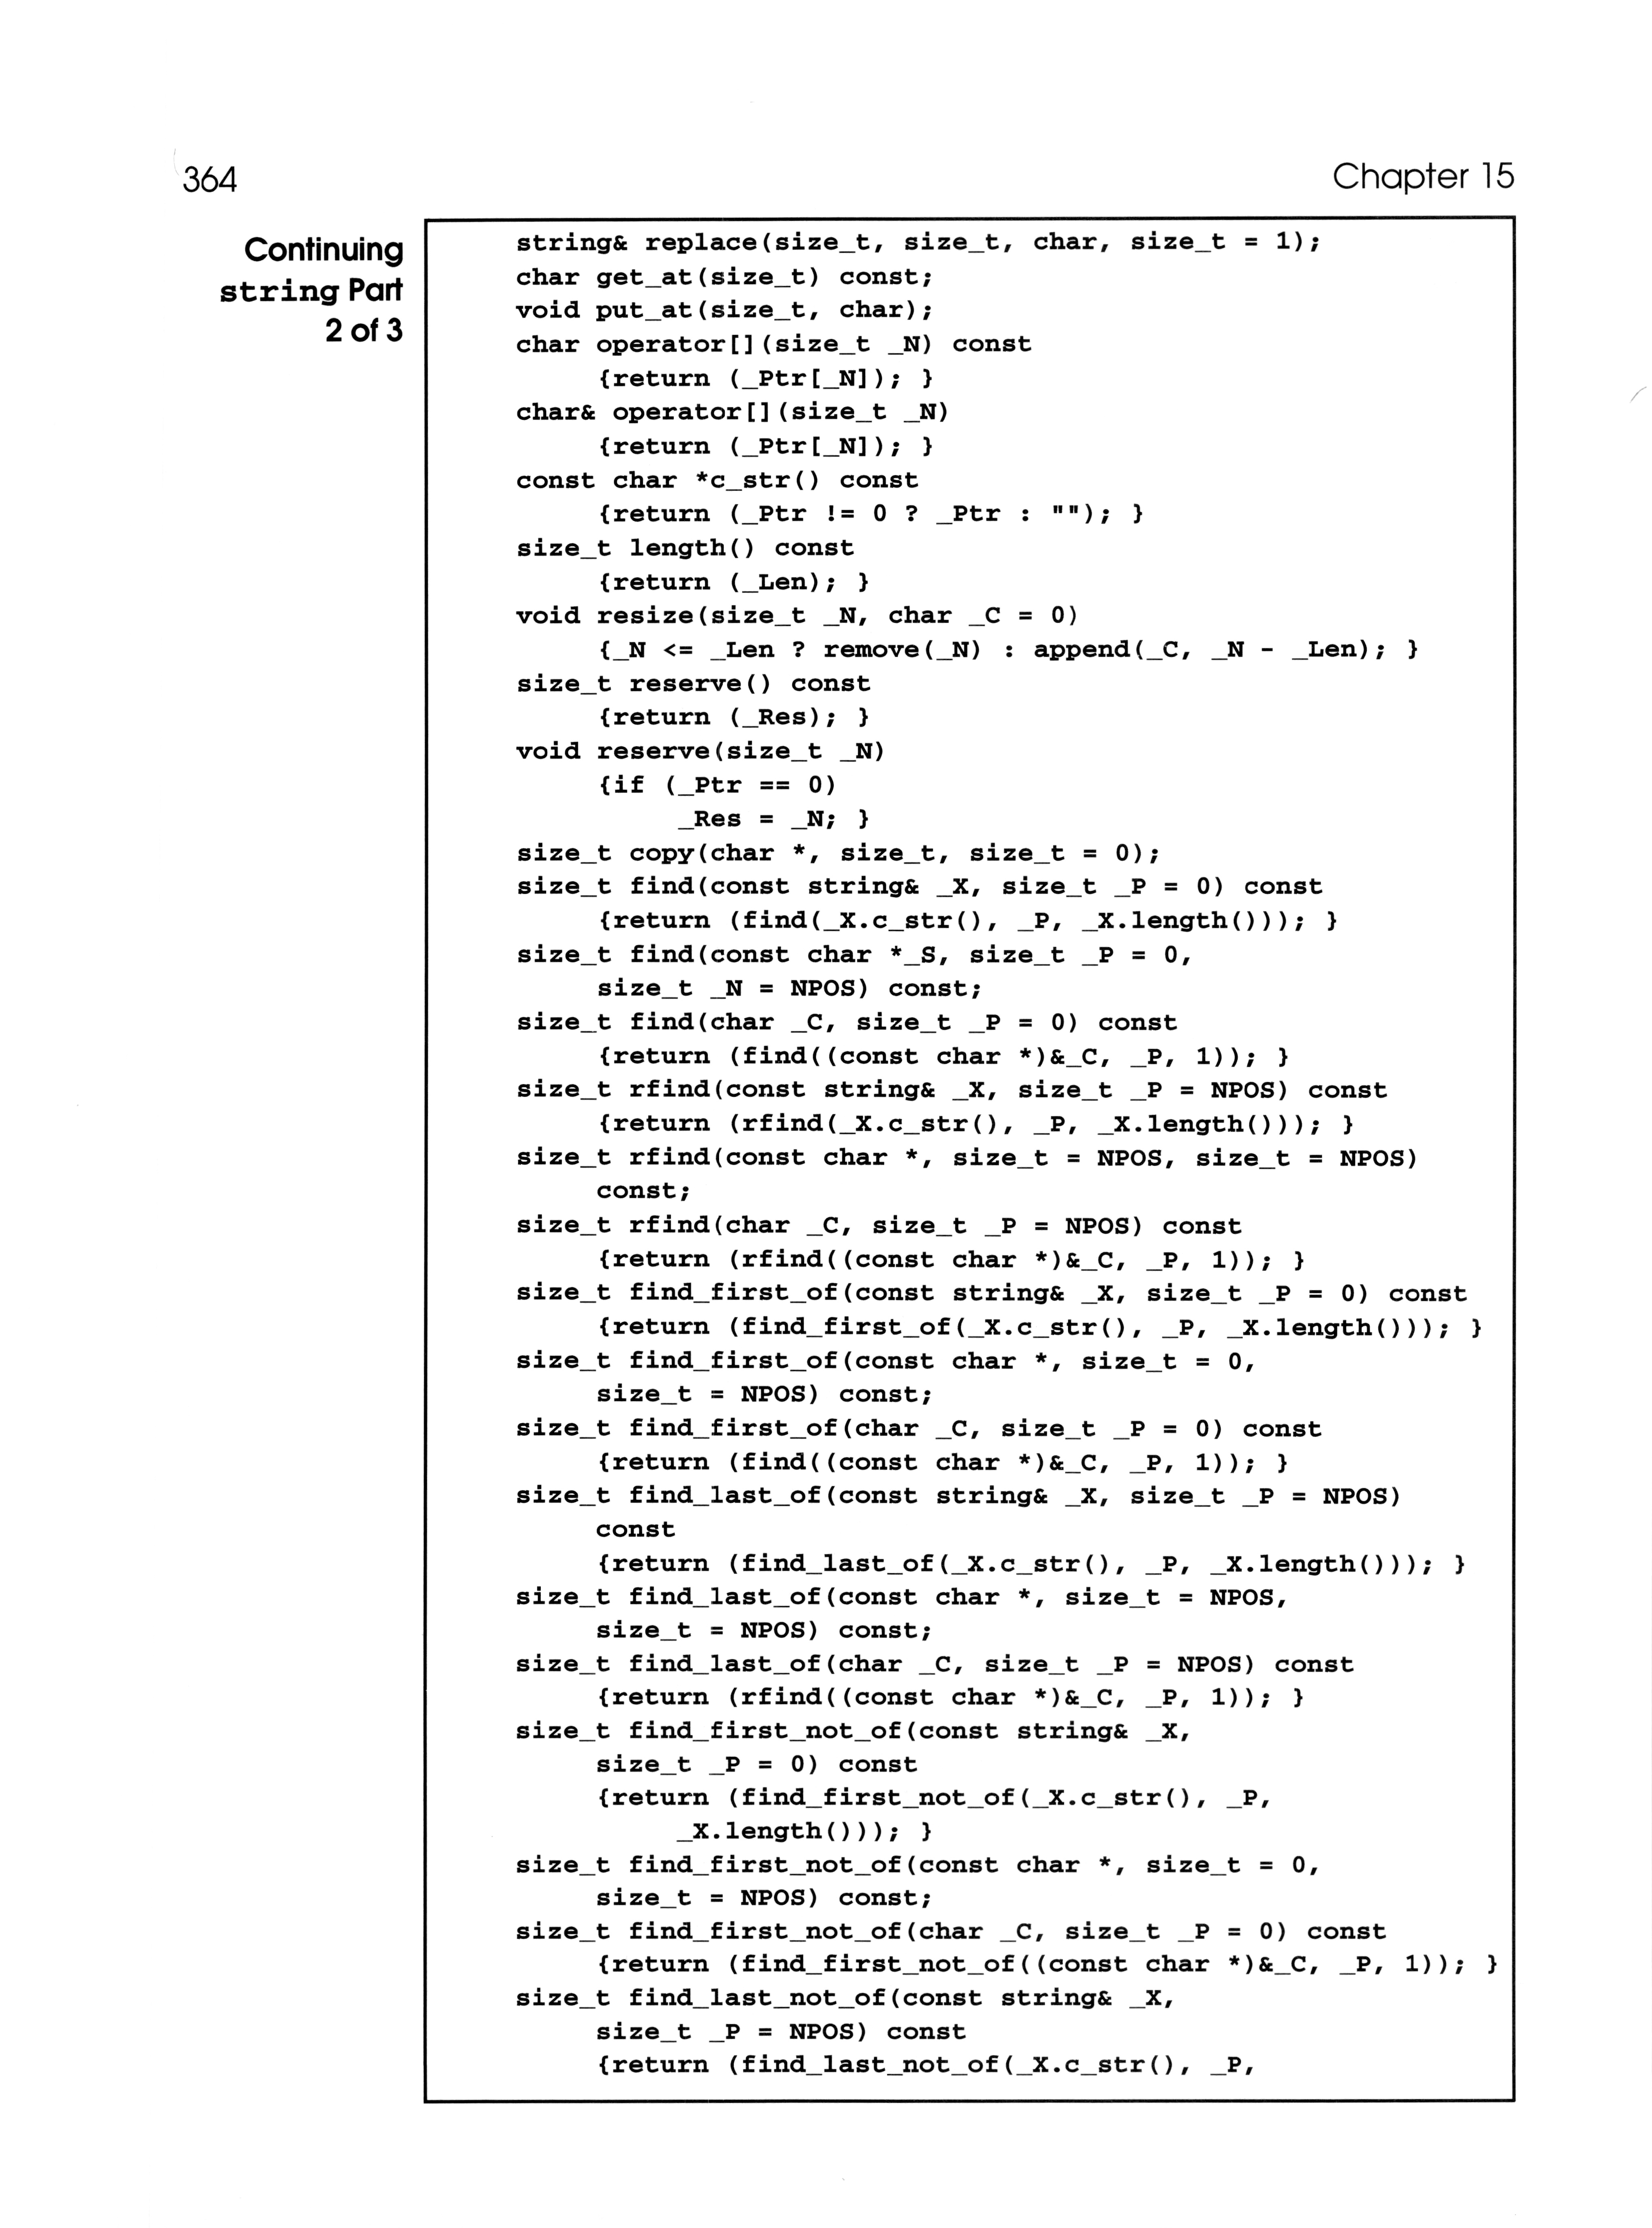 364
Chapter 15
Continuing
string Part
2 of 3
string& replace(size_t, size_t, char, size_t = 1);
char get_at(size_t) const;
void put_at(size_t, char);
char operator[](size_t _N) const
{return (_Ptr[_N]); }
char& operator[](size_t _N)
{return (_Ptr[_N]); }
const char *c_str() const
{return (_Ptr != 0 ? _Ptr : ""); }
size_t length() const
{return (_Len); }
void resize(size_t _N, char _C = 0)
{_N <= _Len ? remove(_N) : append(_C, _N - _Len); }
size_t reserve() const
{return (_Res); }
void reserve(size_t _N)
{if (_Ptr == 0)
_Res = _N; }
size_t copy(char *, size_t, size_t = 0);
size_t find(const string& _X, size_t _P = 0) const
{return (find(_X.c_str(), _P, _X.length())); }
size_t find(const char *_S, size_t _P = 0,
size_t _N = NPOS) const;
size_t find(char _C, size_t _P = 0) const
{return (find((const char *)&_C, _P, 1)); }
size_t rfind(const string& _X, size_t _P = NPOS) const
{return (rfind(_X.c_str(), _P, _X.length())); }
size_t rfind(const char *, size_t = NPOS, size_t = NPOS)
const;
size_t rfind(char _C, size_t _P = NPOS) const
{return (rfind((const char *)&_C, _P, 1)); }
size_t find_first_of(const string& _X, size_t _P = 0) const
{return (find_first_of(_X.c_str(), _P, _X.length())); }
size_t find_first_of(const char *, size_t = 0,
size_t = NPOS) const;
size_t find_first_of(char _C, size_t _P = 0) const
{return (find((const char *)&_C, _P, 1)); }
size_t find_last_of(const string& _X, size_t _P = NPOS)
const
{return (find_last_of(_X.c_str(), _P, _X.length())); }
size_t find_last_of(const char *, size_t = NPOS,
size_t = NPOS) const;
size_t find_last_of(char _C, size_t _P = NPOS) const
{return (rfind((const char *)&_C, _P, 1)); }
size_t find_first_not_of(const string& _X,
size_t _P = 0) const
{return (find_first_not_of(_X.c_str(), _P,
_X.length())); }
size_t find_first_not_of(const char *, size_t = 0,
size_t = NPOS) const;
size_t find_first_not_of(char _C, size_t _P = 0) const
{return (find_first_not_of((const char *)&_C, _P, 1)); }
size_t find_last_not_of(const string& _X,
size_t _P = NPOS) const
{return (find_last_not_of(_X.c_str(), _P,